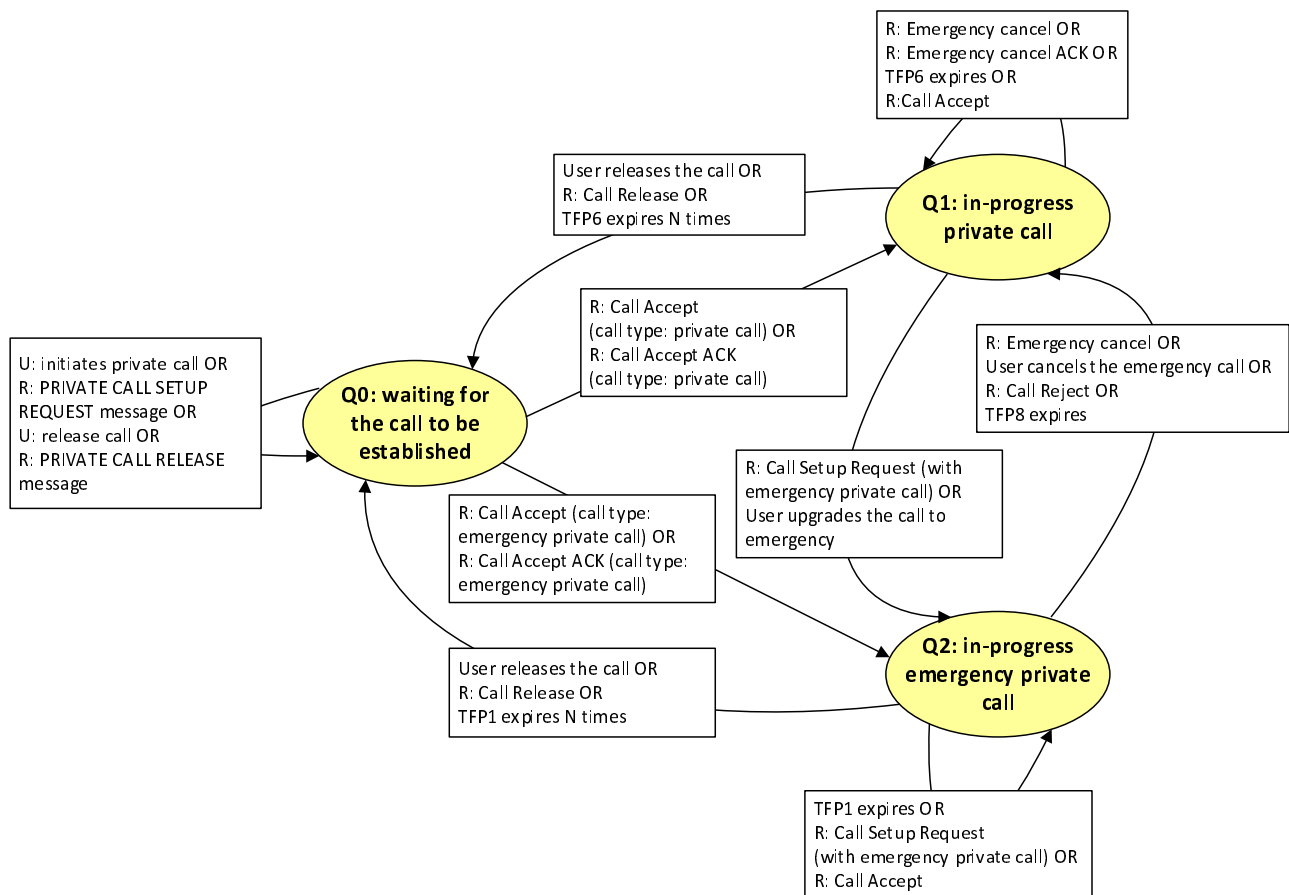 R: Emergency cancel OR
R: Emergency cancel ACK OR
TFP6 expires OR
R:Call Accept
User releases the call OR
R: Call Release OR
TFP6 expires N times
Q1: in-progress
private call
R: Call Accept
(call type: private call) OR
R: Call Accept ACK
(call type: private call)
R: Emergency cancel OR
User cancels the emergency call OR
R: Call Reject OR
TFP8 expires
U: initiates private call OR
R: PRIVATE CALL SETUP
REQUEST message OR
U: release call OR
R: PRIVATE CALL RELEASE
message
Q0: waiting for
the call to be
established
R: Call Setup Request (with
emergency private call) OR
User upgrades the call to
emergency
R: Call Accept (call type:
emergency private call) OR
R: Call Accept ACK (call type:
emergency private call)
Q2: in-progress
emergency private
call
User releases the call OR
R: Call Release OR
TFP1 expires N times
TFP1 expires OR
R: Call Setup Request
(with emergency private call) OR
R: Call Accept